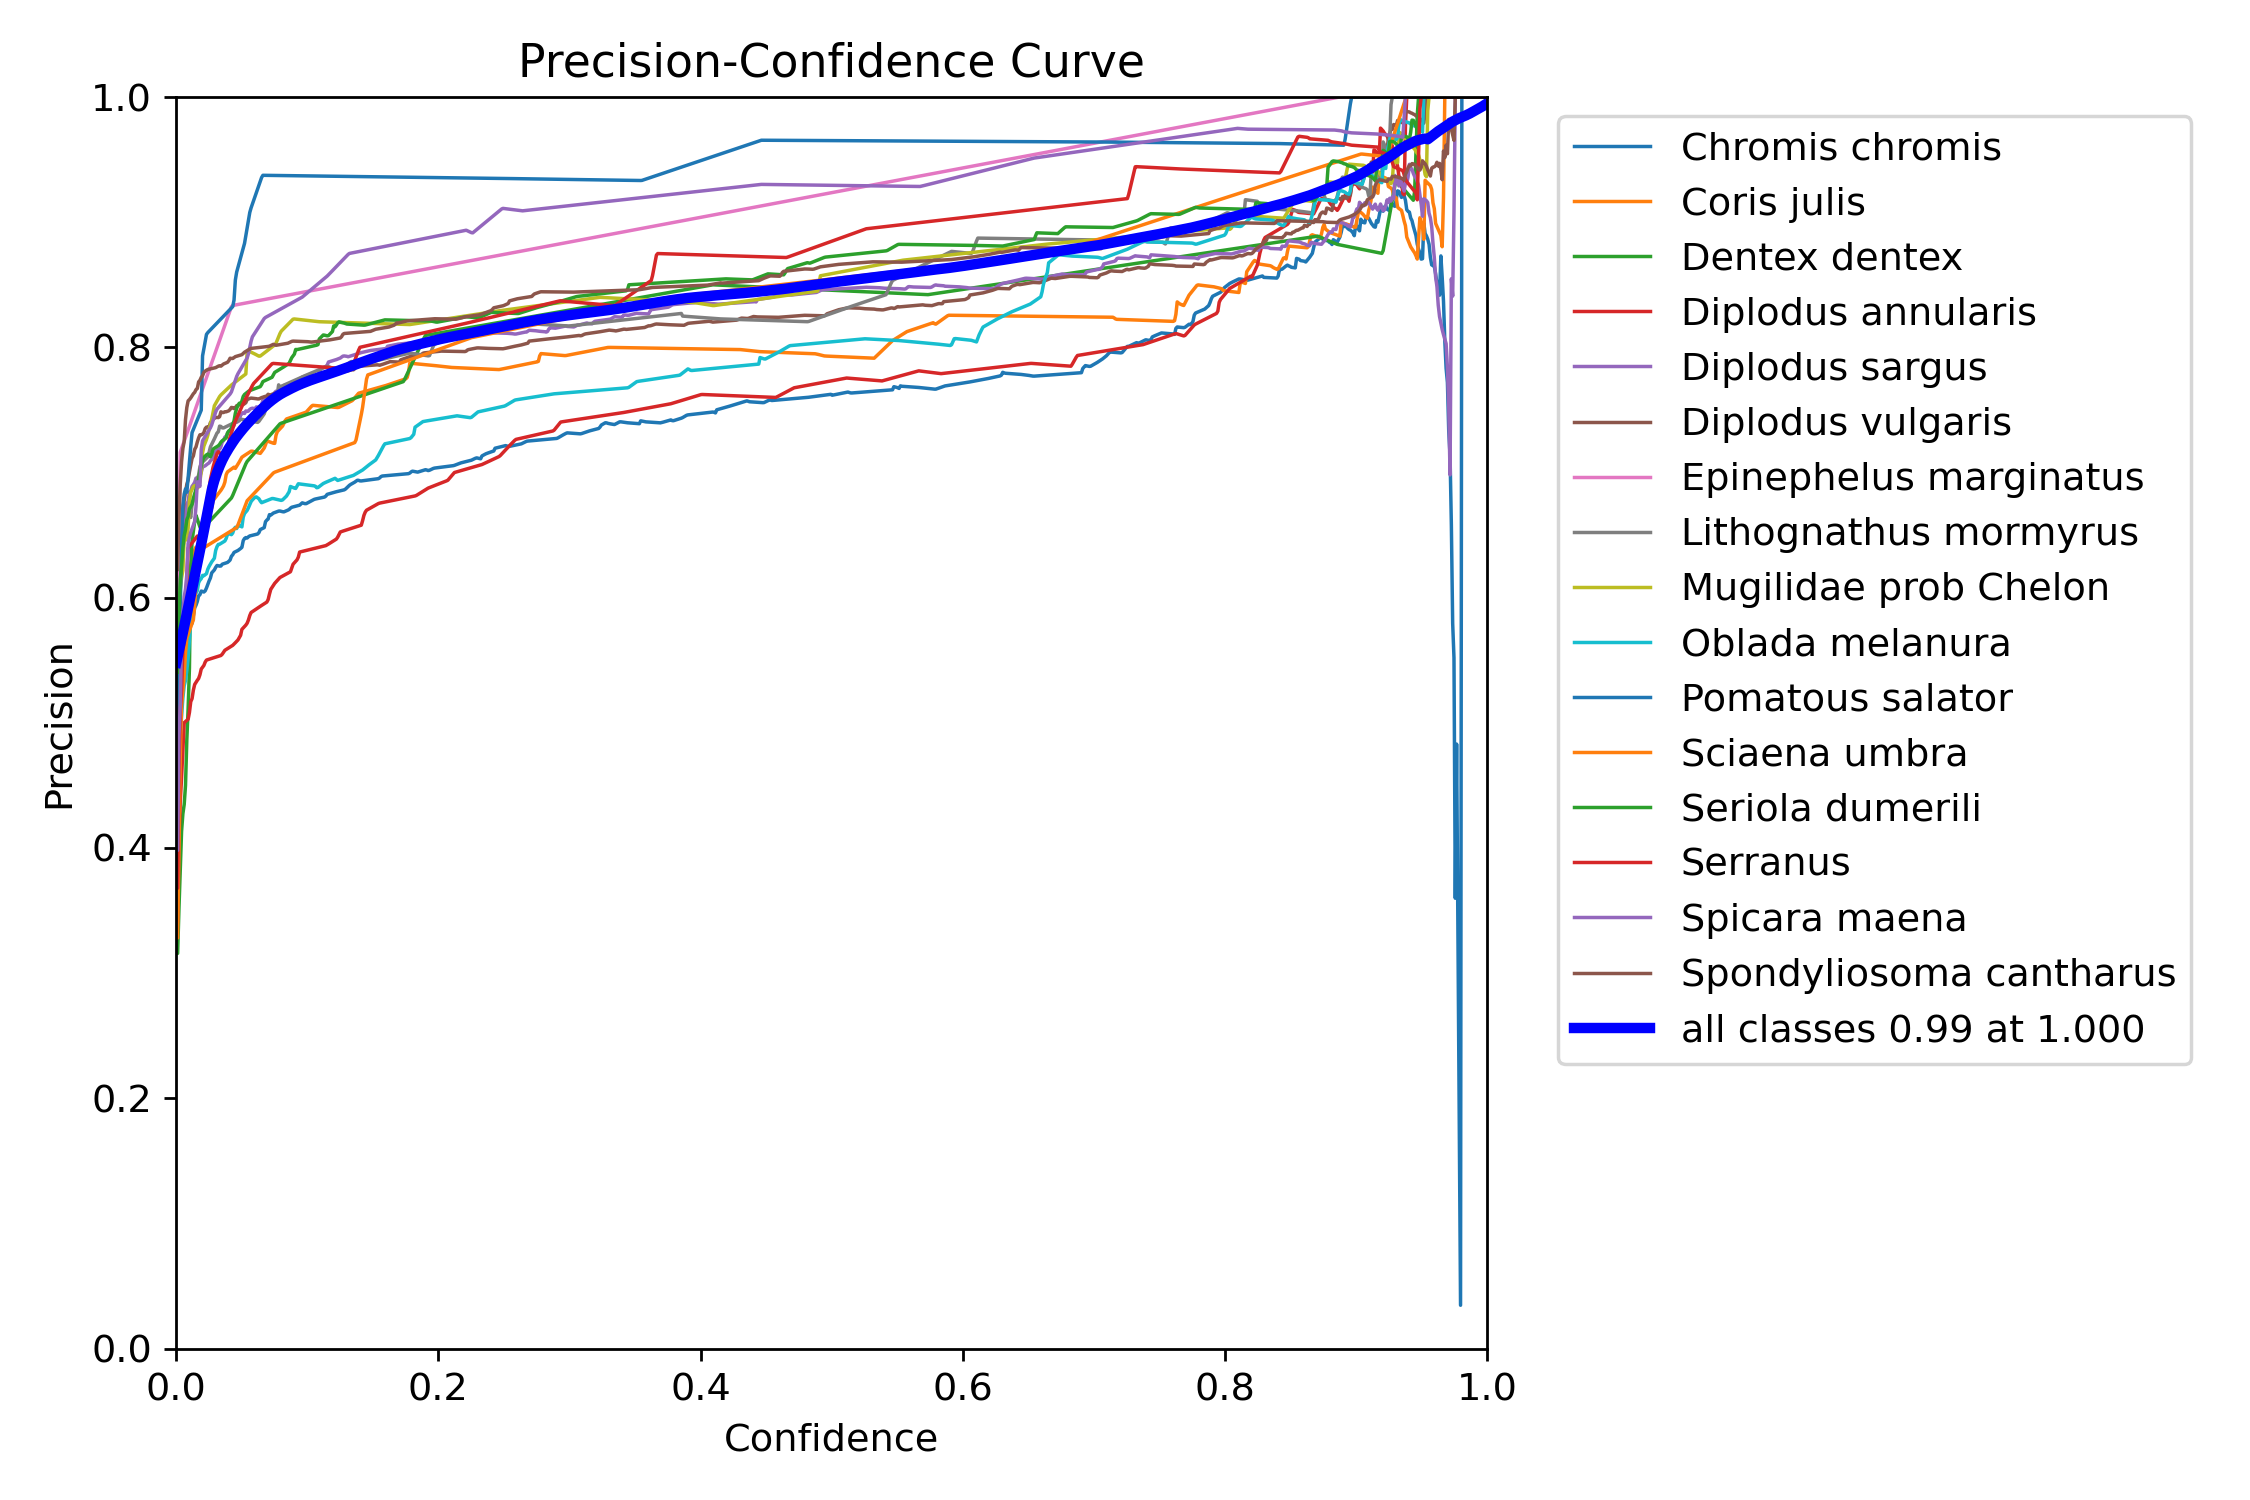 Precision-Confidence Curve
1.0
0.8
0.6
0.4
0.2
0.0
Precision
0.0 0.2 0.4 0.6 0.8 1.0
Confidence
Chromis chromis
Coris julis
Dentex dentex
Diplodus annularis
Diplodus sargus
Diplodus vulgaris
Epinephelus marginatus
Lithognathus mormyrus
Mugilidae prob Chelon
Oblada melanura
Pomatous salator
Sciaena umbra
Seriola dumerili
Serranus
Spicara maena
Spondyliosoma cantharus
all classes 0.99 at 1.000